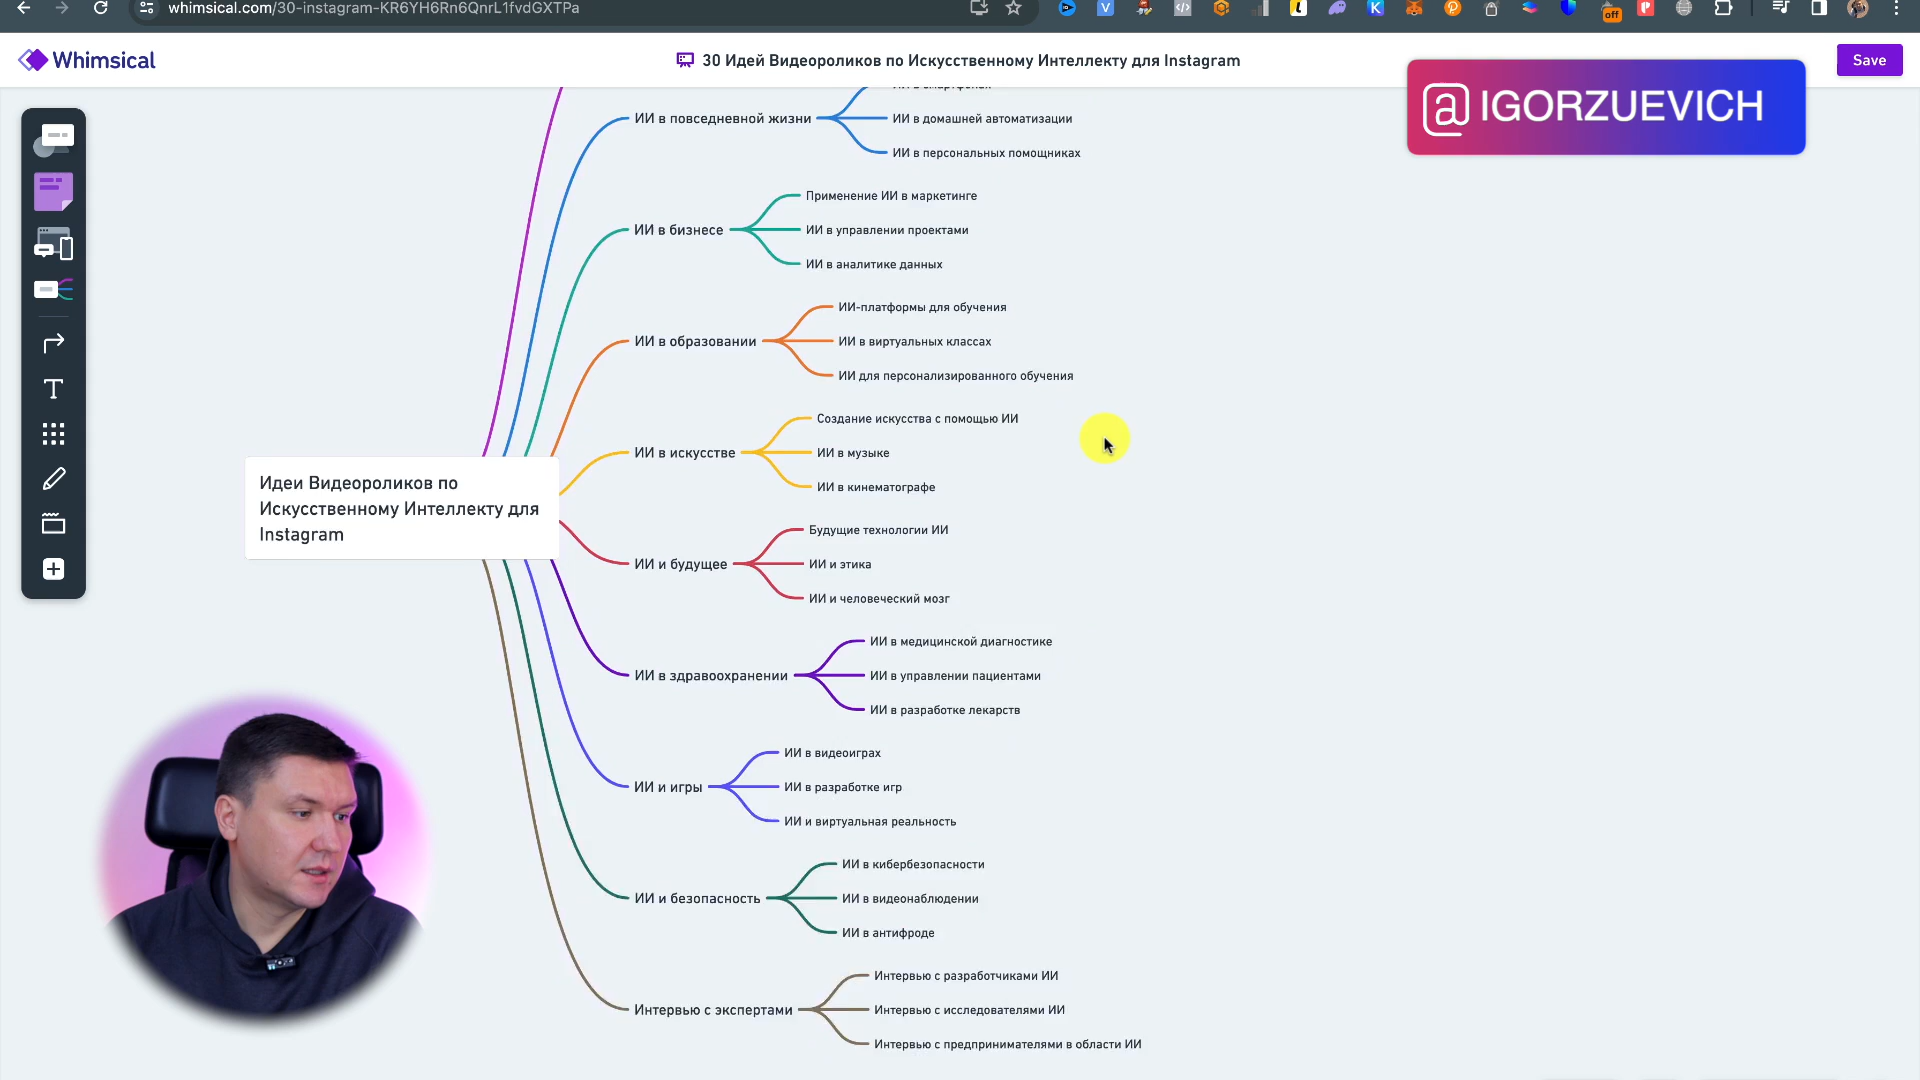 whimsical.com/30-instagram-KR6YH6Rn6QnrL1fvdGXTPa
off
Whimsical
30 Идей Видеороликов по Искусственному Интеллекту для Instagram
Save
@IGORZUEVICH
ИИ в повседневной жизни
ИИ в смартфонах
ИИ в домашней автоматизации
ИИ в персональных помощниках
ИИ в бизнесе
Применение ИИ в маркетинге
ИИ в управлении проектами
ИИ в аналитике данных
ИИ в образовании
ИИ-платформы для обучения
ИИ в виртуальных классах
ИИ для персонализированного обучения
ИИ в искусстве
Создание искусства с помощью ИИ
ИИ в музыке
ИИ в кинематографе
Идеи Видеороликов по
Искусственному Интеллекту для
Instagram
ИИ и будущее
Будущие технологии ИИ
ИИ и этика
ИИ и человеческий мозг
ИИ в здравоохранении
ИИ в медицинской диагностике
ИИ в управлении пациентами
ИИ в разработке лекарств
ИИ и игры
ИИ в видеоиграх
ИИ в разработке игр
ИИ и виртуальная реальность
ИИ и безопасность
ИИ в кибербезопасности
ИИ в видеонаблюдении
ИИ в антифроде
Интервью с экспертами
Интервью с разработчиками ИИ
Интервью с исследователями ИИ
Интервью с предпринимателями в области ИИ